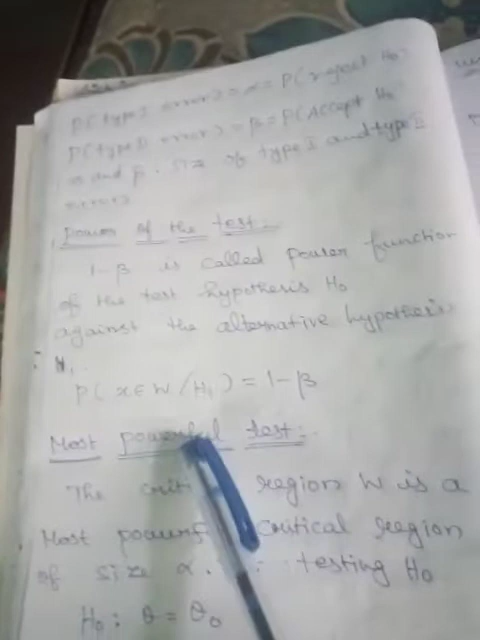 P(type I error) = α = P(reject H₀
P(type II error) = β = P(Accept H₀
α and β. size of type I and type II
errors
Power of the test:-
1-β is called power function
of the test hypothesis H₀
against the alternative hypothesis
H₁.
P(x∈W/H₁) = 1-β
Most powerful test:-
The criti region W is a
Most powerf critical region
of size α. testing H₀
H₀: θ = θ₀